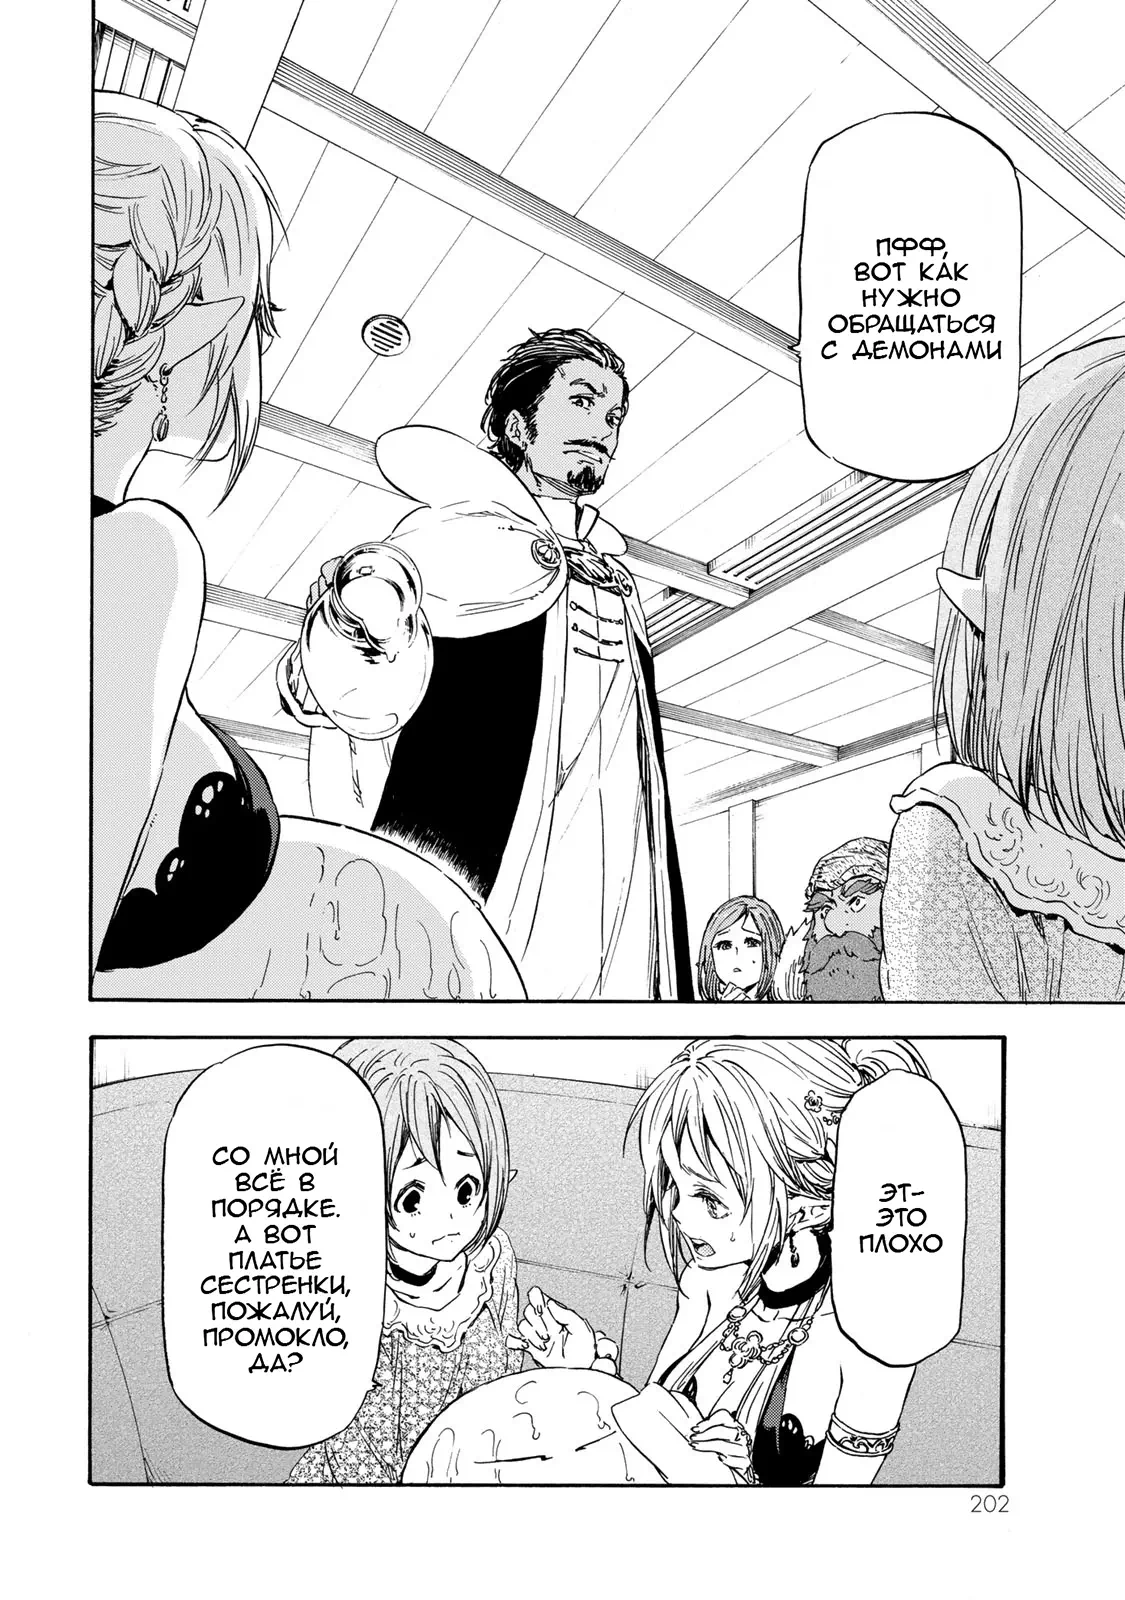 ПФФ,
ВОТ КАК
НУЖНО
ОБРАЩАТЬСЯ
С ДЕМОНАМИ
ЭТ-
ЭТО
ПЛОХО
СО МНОЙ
ВСЁ В
ПОРЯДКЕ.
А ВОТ
ПЛАТЬЕ
СЕСТРЕНКИ,
ПОЖАЛУЙ,
ПРОМОКЛО,
ДА?
202